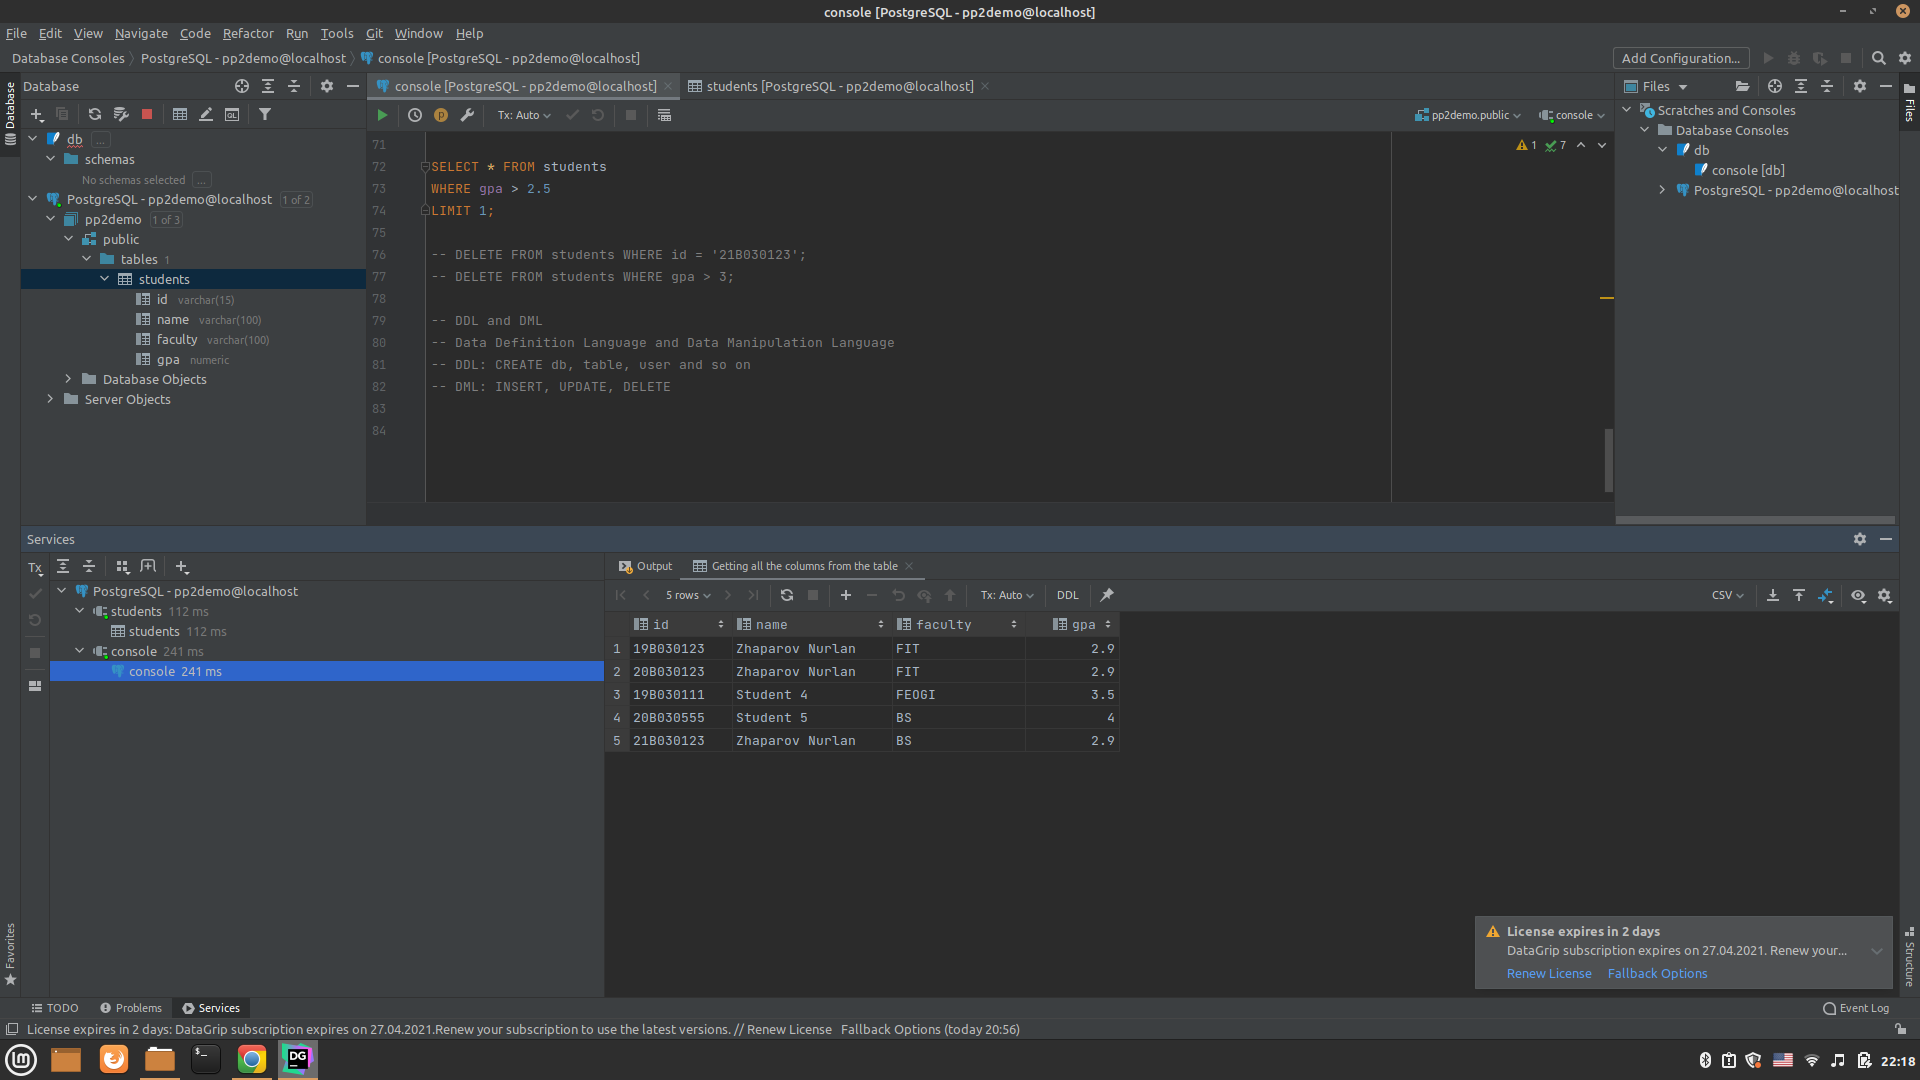 console [PostgreSQL - pp2demo@localhost]
File Edit View Navigate Code Refactor Run Tools Git Window Help
Database Consoles PostgreSQL - pp2demo@localhost console [PostgreSQL - pp2demo@localhost]
Add Configuration...
Database
Database
console [PostgreSQL - pp2demo@localhost]
students [PostgreSQL - pp2demo@localhost]
Files
Files
Tx: Auto
pp2demo.public
console
db ...
schemas
No schemas selected ...
PostgreSQL - pp2demo@localhost 1 of 2
pp2demo 1 of 3
public
tables 1
students
id varchar(15)
name varchar(100)
faculty varchar(100)
gpa numeric
Database Objects
Server Objects
1 7
71
72 SELECT * FROM students
73 WHERE gpa > 2.5
74 LIMIT 1;
75
76 -- DELETE FROM students WHERE id = '21B030123';
77 -- DELETE FROM students WHERE gpa > 3;
78
79 -- DDL and DML
80 -- Data Definition Language and Data Manipulation Language
81 -- DDL: CREATE db, table, user and so on
82 -- DML: INSERT, UPDATE, DELETE
83
84
Scratches and Consoles
Database Consoles
db
console [db]
PostgreSQL - pp2demo@localhost
Services
Tx
PostgreSQL - pp2demo@localhost
students 112 ms
students 112 ms
console 241 ms
console 241 ms
Output
Getting all the columns from the table
5 rows
Tx: Auto
DDL
CSV
id name faculty gpa
1 19B030123 Zhaparov Nurlan FIT 2.9
2 20B030123 Zhaparov Nurlan FIT 2.9
3 19B030111 Student 4 FEOGI 3.5
4 20B030555 Student 5 BS 4
5 21B030123 Zhaparov Nurlan BS 2.9
Favorites
Structure
License expires in 2 days
DataGrip subscription expires on 27.04.2021. Renew your...
Renew License Fallback Options
TODO Problems Services
Event Log
License expires in 2 days: DataGrip subscription expires on 27.04.2021.Renew your subscription to use the latest versions. // Renew License Fallback Options (today 20:56)
DG
22:18